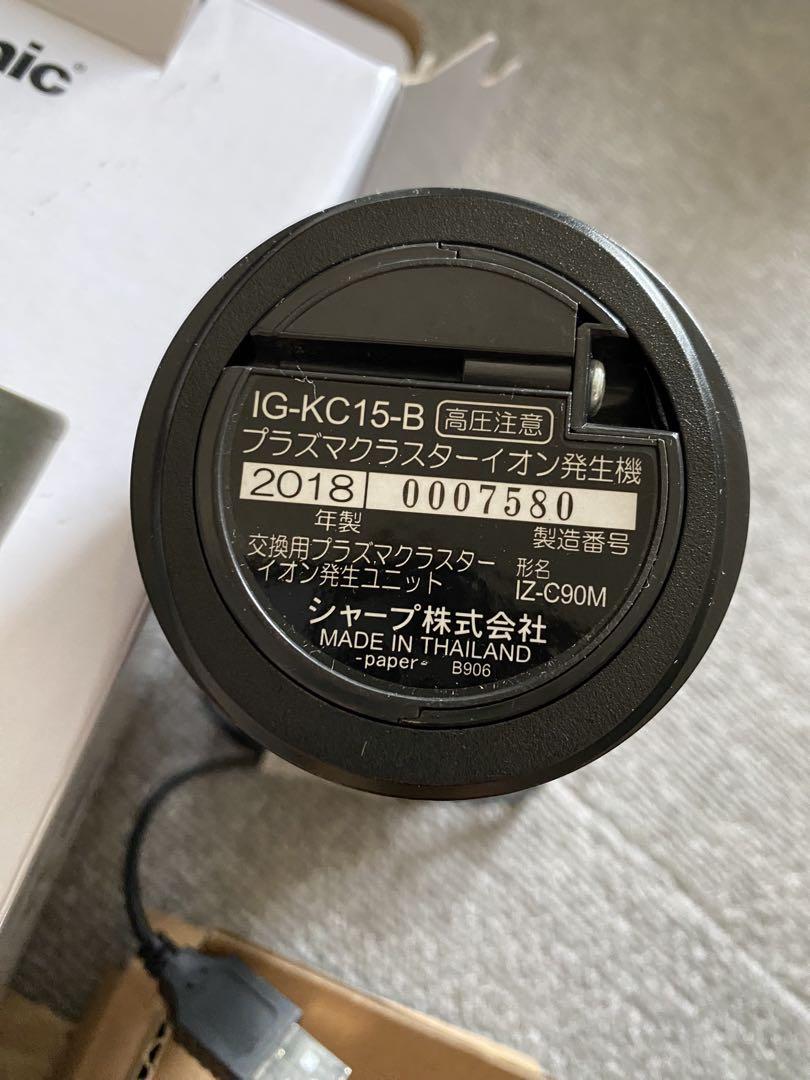 nic
IG-KC15-B 高圧注意
プラズマクラスターイオン発生機
2018 0007580
年製 製造番号
交換用プラズマクラスター
イオン発生ユニット
形名
IZ-C90M
シャープ株式会社
MADE IN THAILAND
-paper- B906